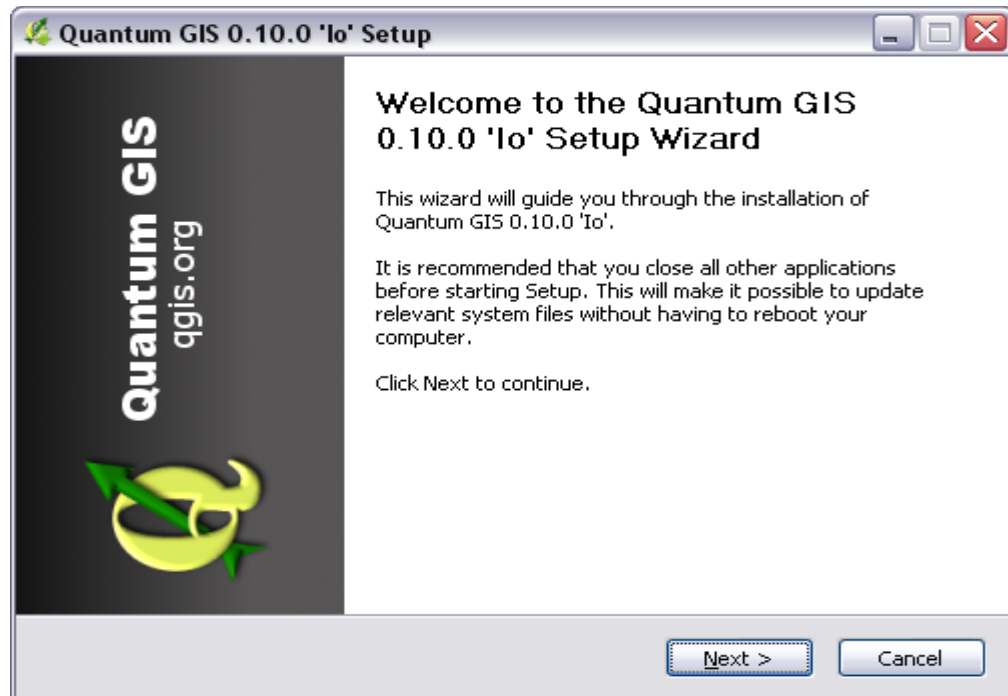 Quantum GIS 0.10.0 'Io' Setup
Quantum GIS
qgis.org
Welcome to the Quantum GIS
0.10.0 'Io' Setup Wizard
This wizard will guide you through the installation of
Quantum GIS 0.10.0 'Io'.
It is recommended that you close all other applications
before starting Setup. This will make it possible to update
relevant system files without having to reboot your
computer.
Click Next to continue.
Next >
Cancel